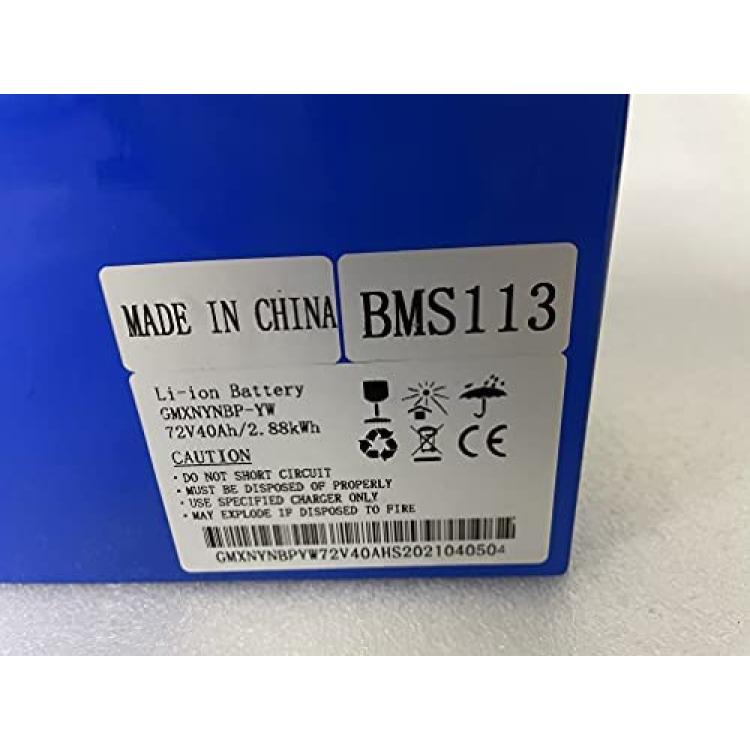 MADE IN CHINA
BMS113
Li-ion Battery
GMXNYNBP-YW
72V40Ah/2.88kWh
CAUTION
· DO NOT SHORT CIRCUIT
· MUST BE DISPOSED OF PROPERLY
· USE SPECIFIED CHARGER ONLY
· MAY EXPLODE IF DISPOSED TO FIRE
CE
GMXNYNBPYW72V40AHS2021040504